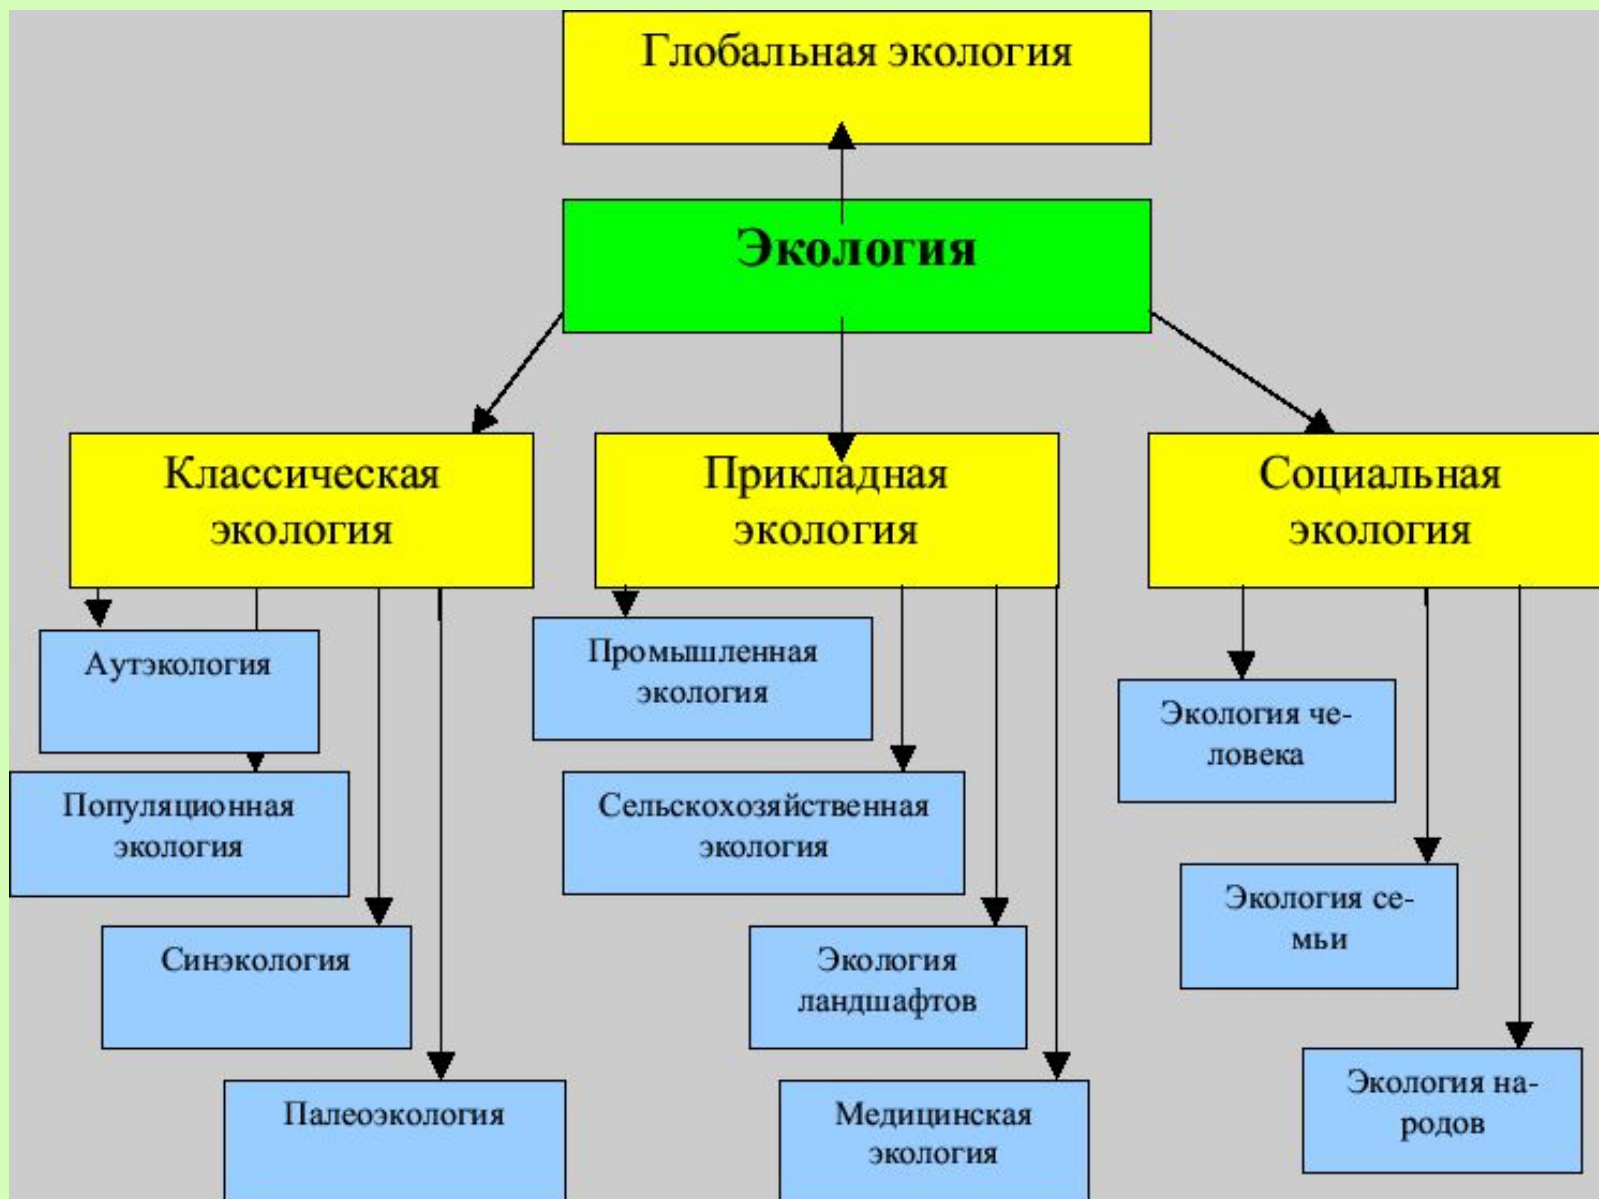 Глобальная экология
Экология
Классическая
экология
Прикладная
экология
Социальная
экология
Аутэкология
Популяционная
экология
Синэкология
Палеоэкология
Промышленная
экология
Сельскохозяйственная
экология
Экология
ландшафтов
Медицинская
экология
Экология че-
ловека
Экология се-
мьи
Экология на-
родов